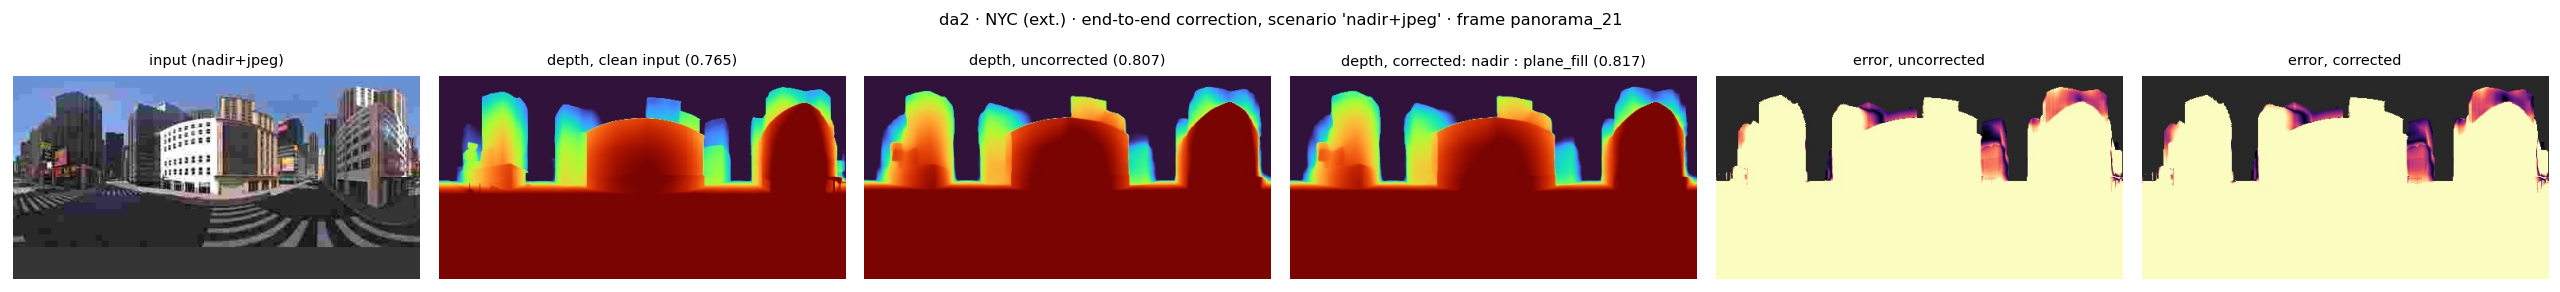 da2 · NYC (ext.) · end-to-end correction, scenario 'nadir+jpeg' · frame panorama_21
input (nadir+jpeg)
depth, clean input (0.765)
depth, uncorrected (0.807)
depth, corrected: nadir : plane_fill (0.817)
error, uncorrected
error, corrected